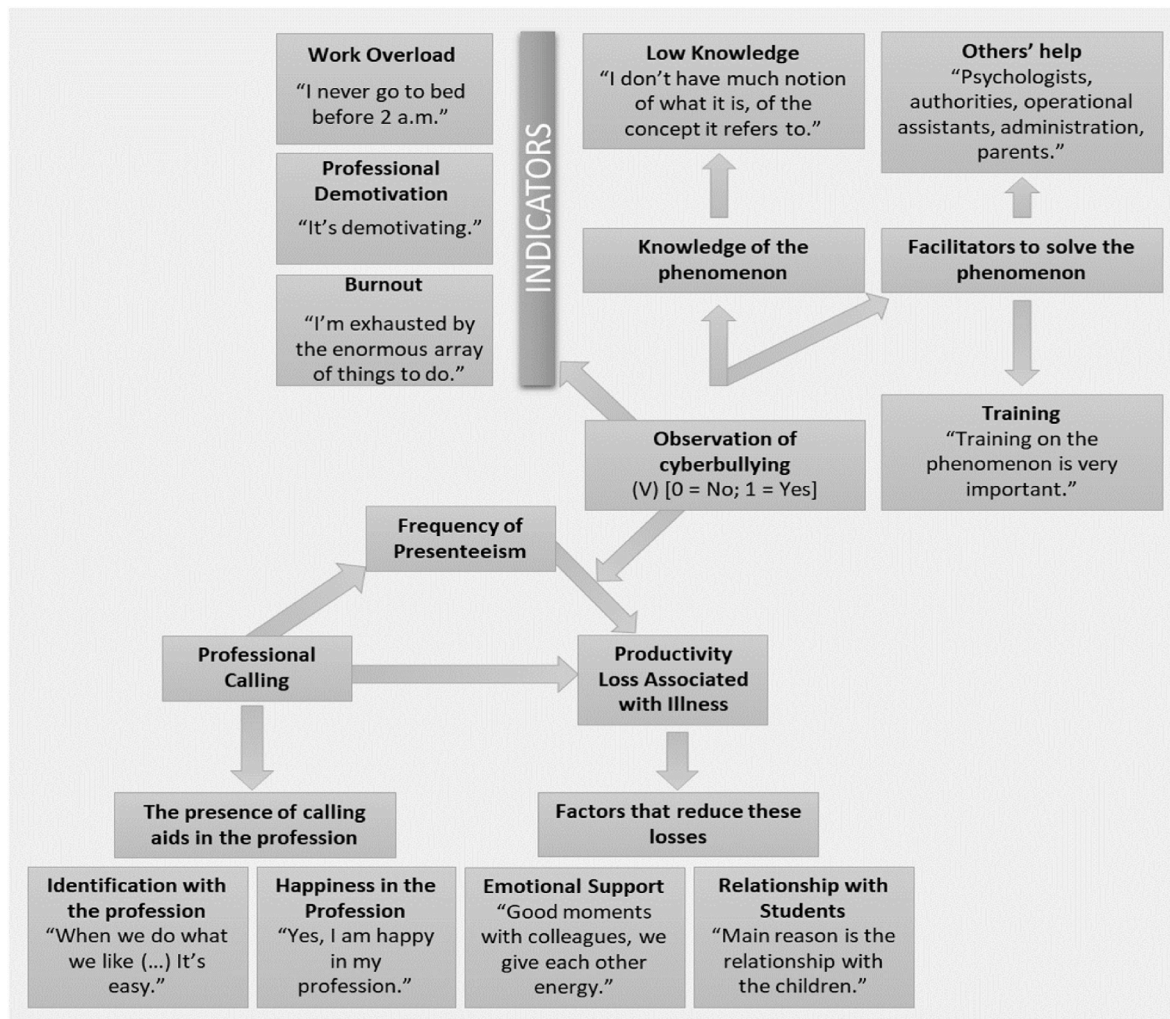 Work Overload
“I never go to bed
before 2 a.m.”
Professional
Demotivation
“It’s demotivating.”
Burnout
“I’m exhausted by
the enormous array
of things to do.”
INDICATORS
Low Knowledge
“I don’t have much notion
of what it is, of the
concept it refers to.”
Others’ help
“Psychologists,
authorities, operational
assistants, administration,
parents.”
Knowledge of the
phenomenon
Facilitators to solve the
phenomenon
Training
“Training on the
phenomenon is very
important.”
Observation of
cyberbullying
(V) [0 = No; 1 = Yes]
Frequency of
Presenteeism
Professional
Calling
Productivity
Loss Associated
with Illness
The presence of calling
aids in the profession
Factors that reduce these
losses
Identification with
the profession
“When we do what
we like (…) It’s
easy.”
Happiness in the
Profession
“Yes, I am happy
in my
profession.”
Emotional Support
“Good moments
with colleagues, we
give each other
energy.”
Relationship with
Students
“Main reason is the
relationship with
the children.”